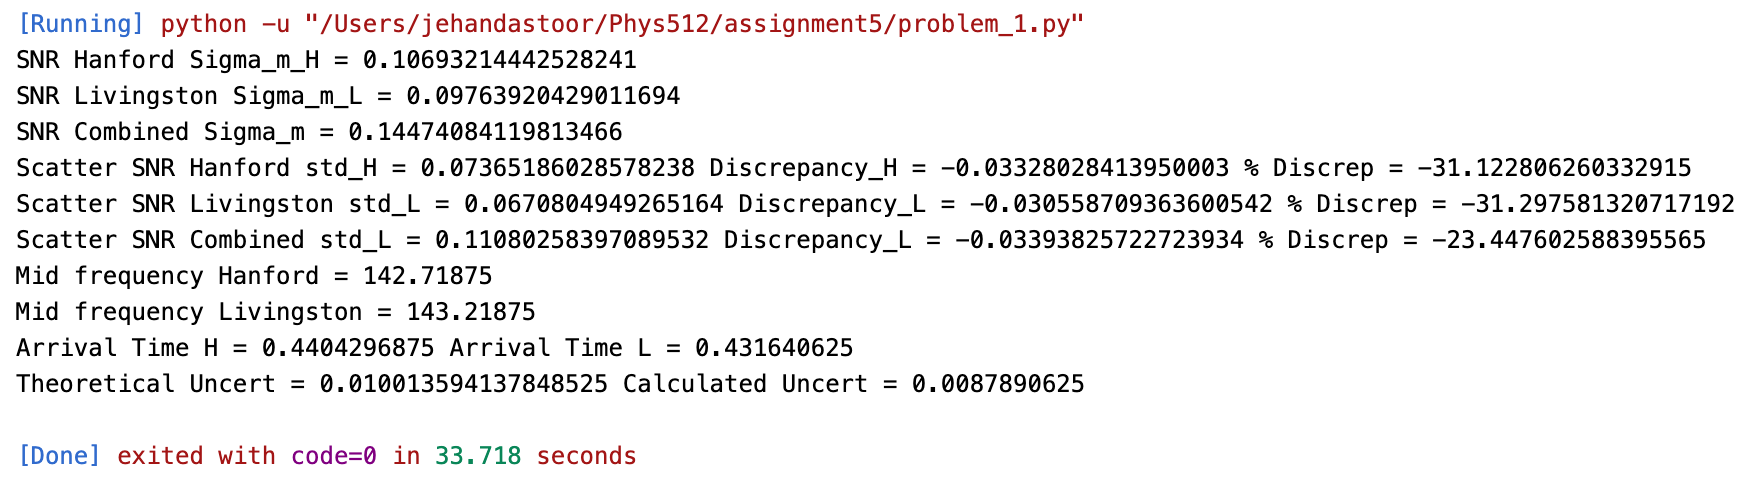 [Running] python -u "/Users/jehandastoor/Phys512/assignment5/problem_1.py"
SNR Hanford Sigma_m_H = 0.10693214442528241
SNR Livingston Sigma_m_L = 0.09763920429011694
SNR Combined Sigma_m = 0.14474084119813466
Scatter SNR Hanford std_H = 0.07365186028578238 Discrepancy_H = -0.03328028413950003 % Discrep = -31.122806260332915
Scatter SNR Livingston std_L = 0.0670804949265164 Discrepancy_L = -0.030558709363600542 % Discrep = -31.297581320717192
Scatter SNR Combined std_L = 0.11080258397089532 Discrepancy_L = -0.03393825722723934 % Discrep = -23.447602588395565
Mid frequency Hanford = 142.71875
Mid frequency Livingston = 143.21875
Arrival Time H = 0.4404296875 Arrival Time L = 0.431640625
Theoretical Uncert = 0.010013594137848525 Calculated Uncert = 0.0087890625
[Done] exited with code=0 in 33.718 seconds